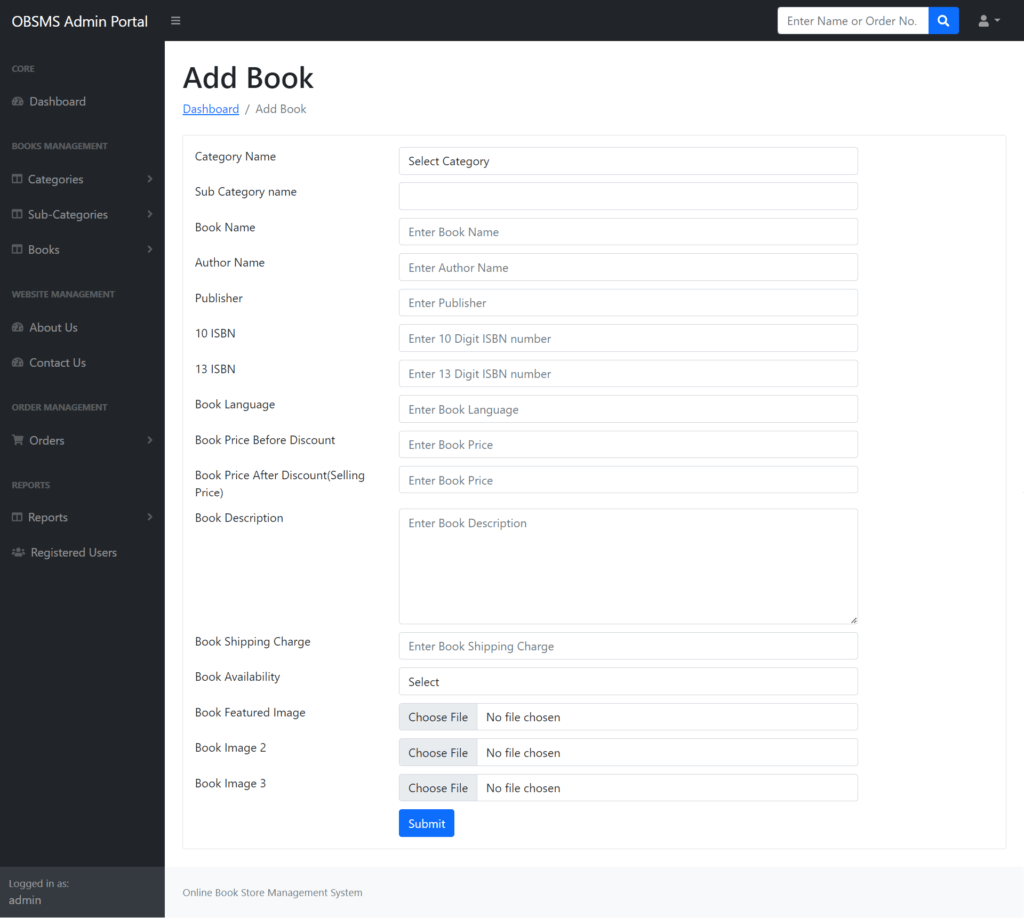 OBSMS Admin Portal
Enter Name or Order No.
CORE
Dashboard
BOOKS MANAGEMENT
Categories
Sub-Categories
Books
WEBSITE MANAGEMENT
About Us
Contact Us
ORDER MANAGEMENT
Orders
REPORTS
Reports
Registered Users
Logged in as:
admin
Add Book
Dashboard / Add Book
Category Name
Select Category
Sub Category name
Book Name
Enter Book Name
Author Name
Enter Author Name
Publisher
Enter Publisher
10 ISBN
Enter 10 Digit ISBN number
13 ISBN
Enter 13 Digit ISBN number
Book Language
Enter Book Language
Book Price Before Discount
Enter Book Price
Book Price After Discount(Selling
Price)
Enter Book Price
Book Description
Enter Book Description
Book Shipping Charge
Enter Book Shipping Charge
Book Availability
Select
Book Featured Image
Choose File No file chosen
Book Image 2
Choose File No file chosen
Book Image 3
Choose File No file chosen
Submit
Online Book Store Management System